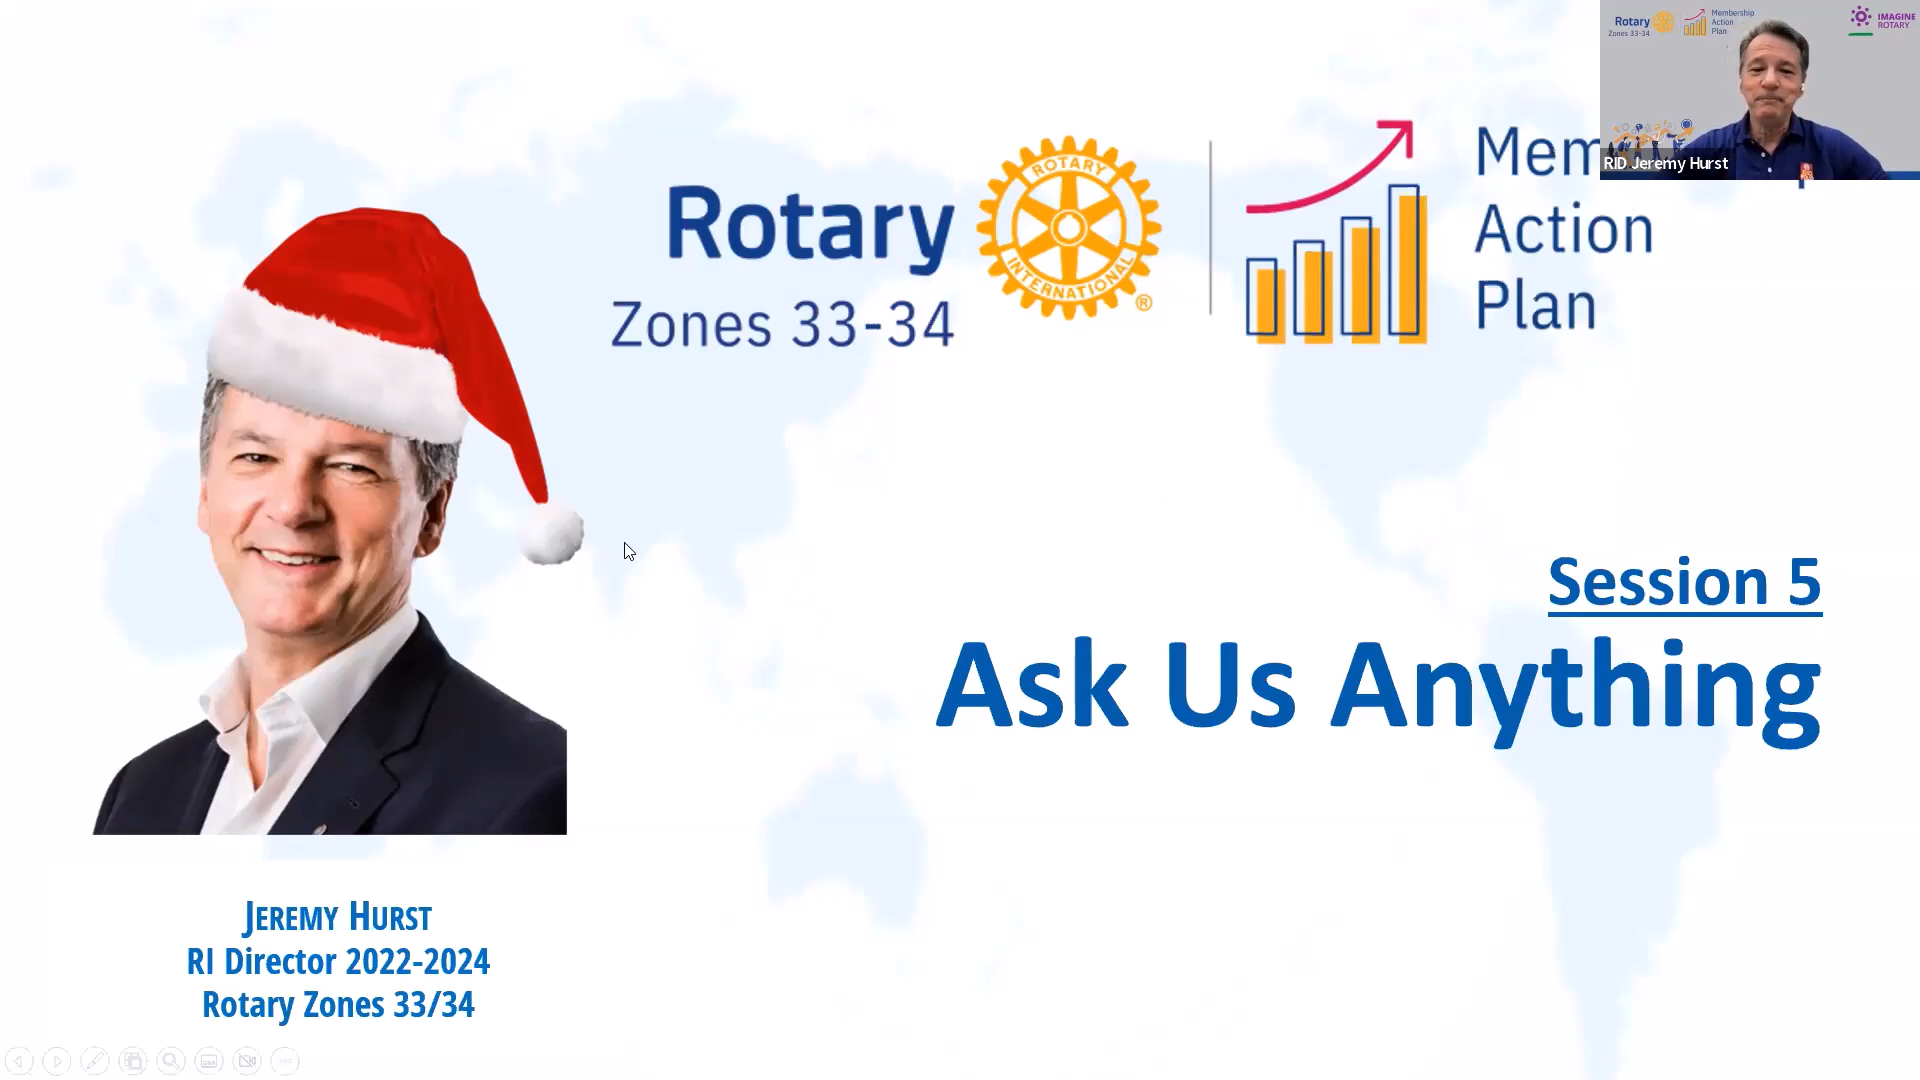 Rotary
Zones 33-34
ROTARY
INTERNATIONAL
®
Mem
Action
Plan
Rotary
Zones 33-34
Membership
Action
Plan
IMAGINE
ROTARY
RID Jeremy Hurst
Session 5
Ask Us Anything
JEREMY HURST
RI Director 2022-2024
Rotary Zones 33/34